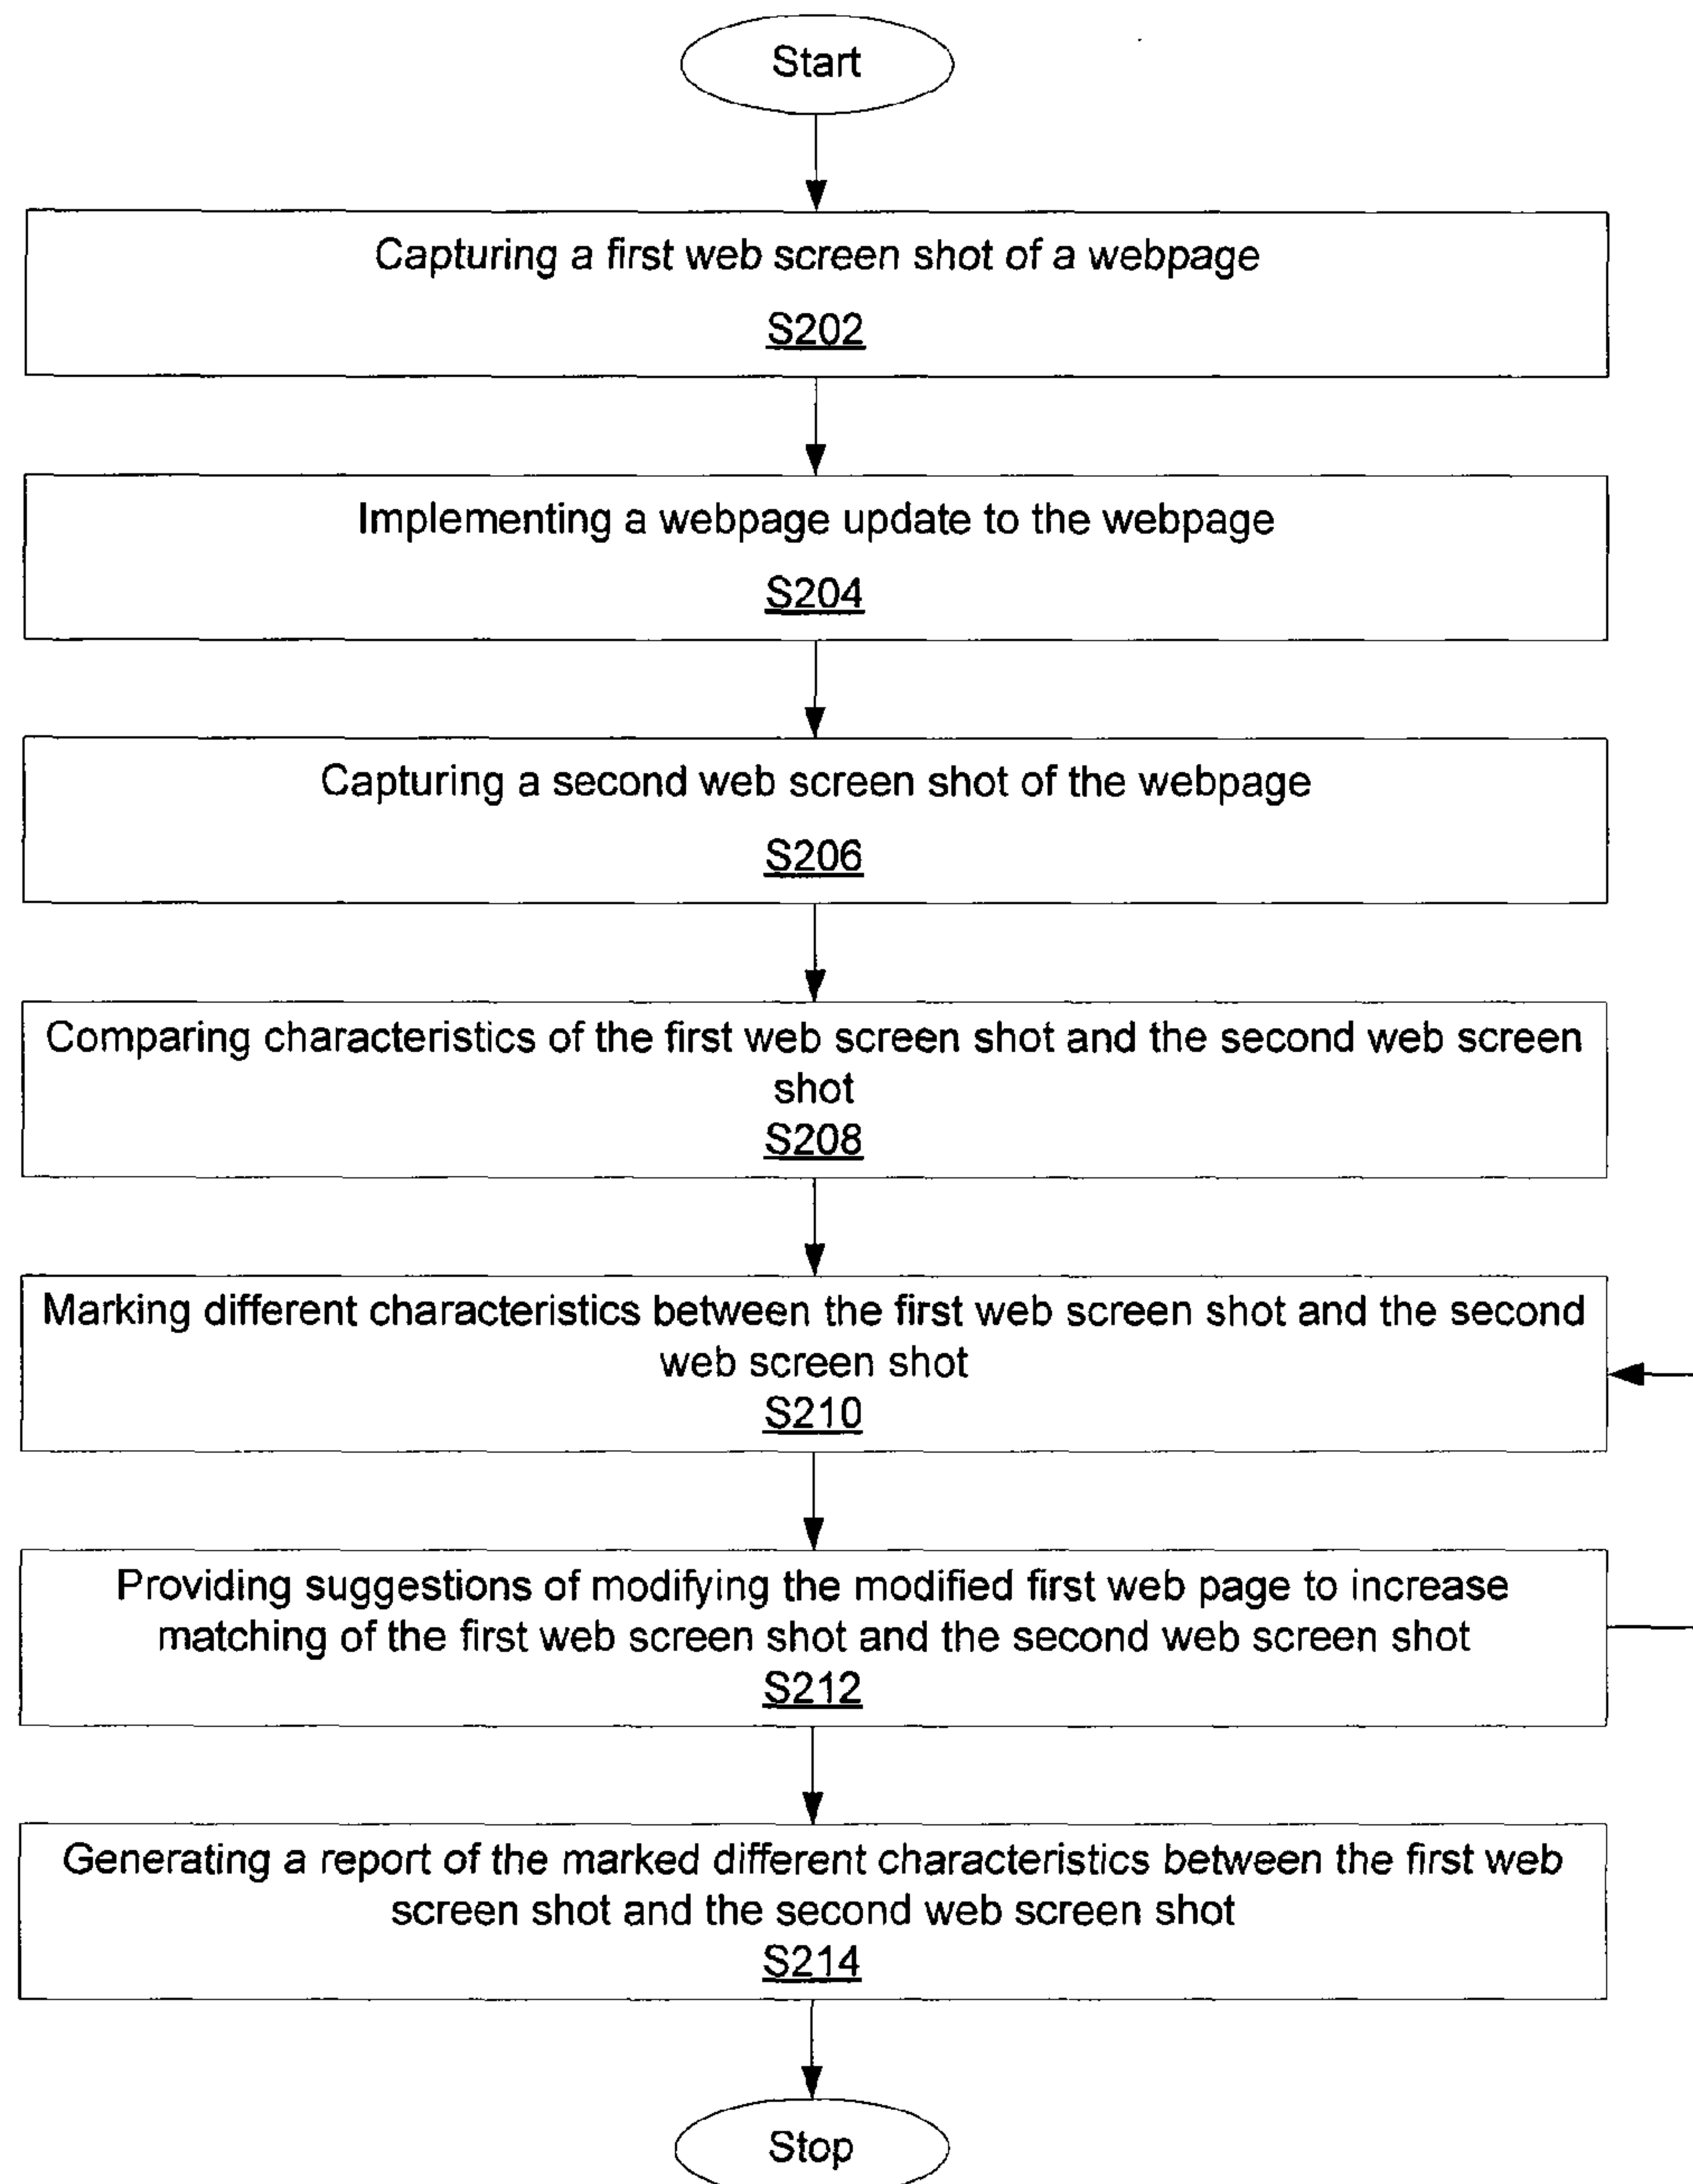 Start
Capturing a first web screen shot of a webpage
S202
Implementing a webpage update to the webpage
S204
Capturing a second web screen shot of the webpage
S206
Comparing characteristics of the first web screen shot and the second web screen
shot
S208
Marking different characteristics between the first web screen shot and the second
web screen shot
S210
Providing suggestions of modifying the modified first web page to increase
matching of the first web screen shot and the second web screen shot
S212
Generating a report of the marked different characteristics between the first web
screen shot and the second web screen shot
S214
Stop